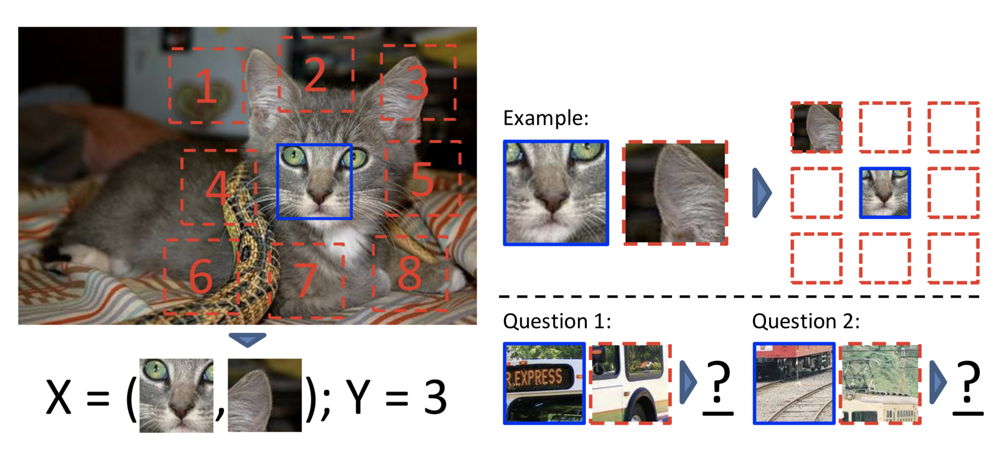 1
2
3
4
5
6
7
8
X = ( , ); Y = 3
Example:
Question 1:
R.EXPRESS
?
Question 2:
?